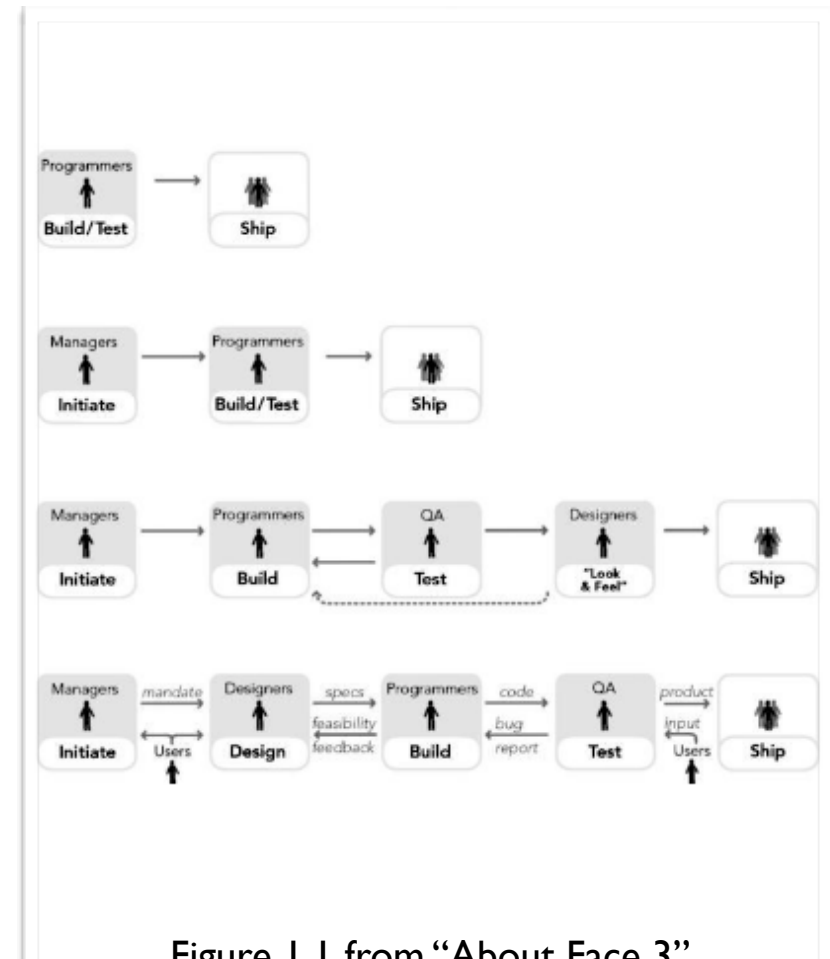 Programmers
Build/Test
Ship
Managers
Initiate
Programmers
Build/Test
Ship
Managers
Initiate
Programmers
Build
QA
Test
Designers
"Look
& Feel"
Ship
Managers
Initiate
mandate
Users
Designers
Design
specs
feasibility
feedback
Programmers
Build
code
bug
report
QA
Test
product
input
Users
Ship
Figure 1.1 from “About Face 3”